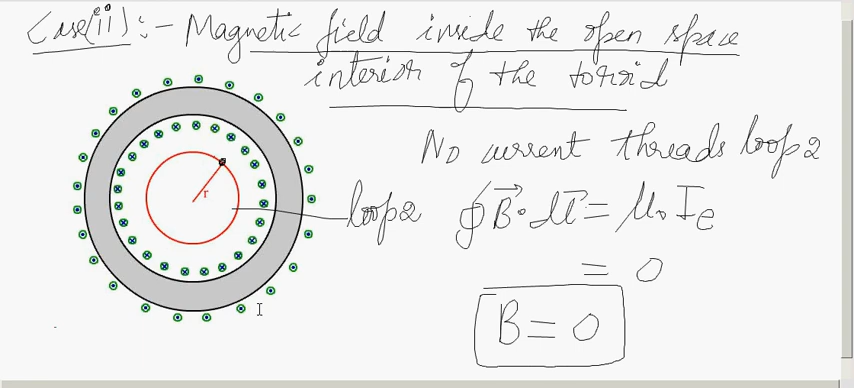 Case(ii):- Magnetic field inside the open space
interior of the toroid
No current threads loop2
r
loop2 ∮B⃗·dl⃗ = μ₀Ie
= 0
B = 0